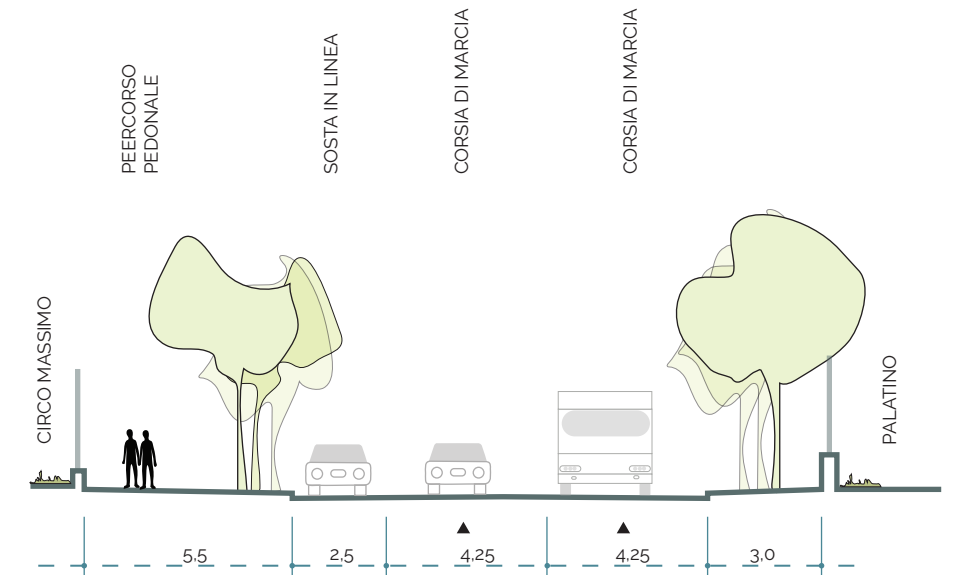 PEERCORSO
PEDONALE
SOSTA IN LINEA
CORSIA DI MARCIA
CORSIA DI MARCIA
CIRCO MASSIMO
PALATINO
5,5
2,5
4,25
4,25
3,0